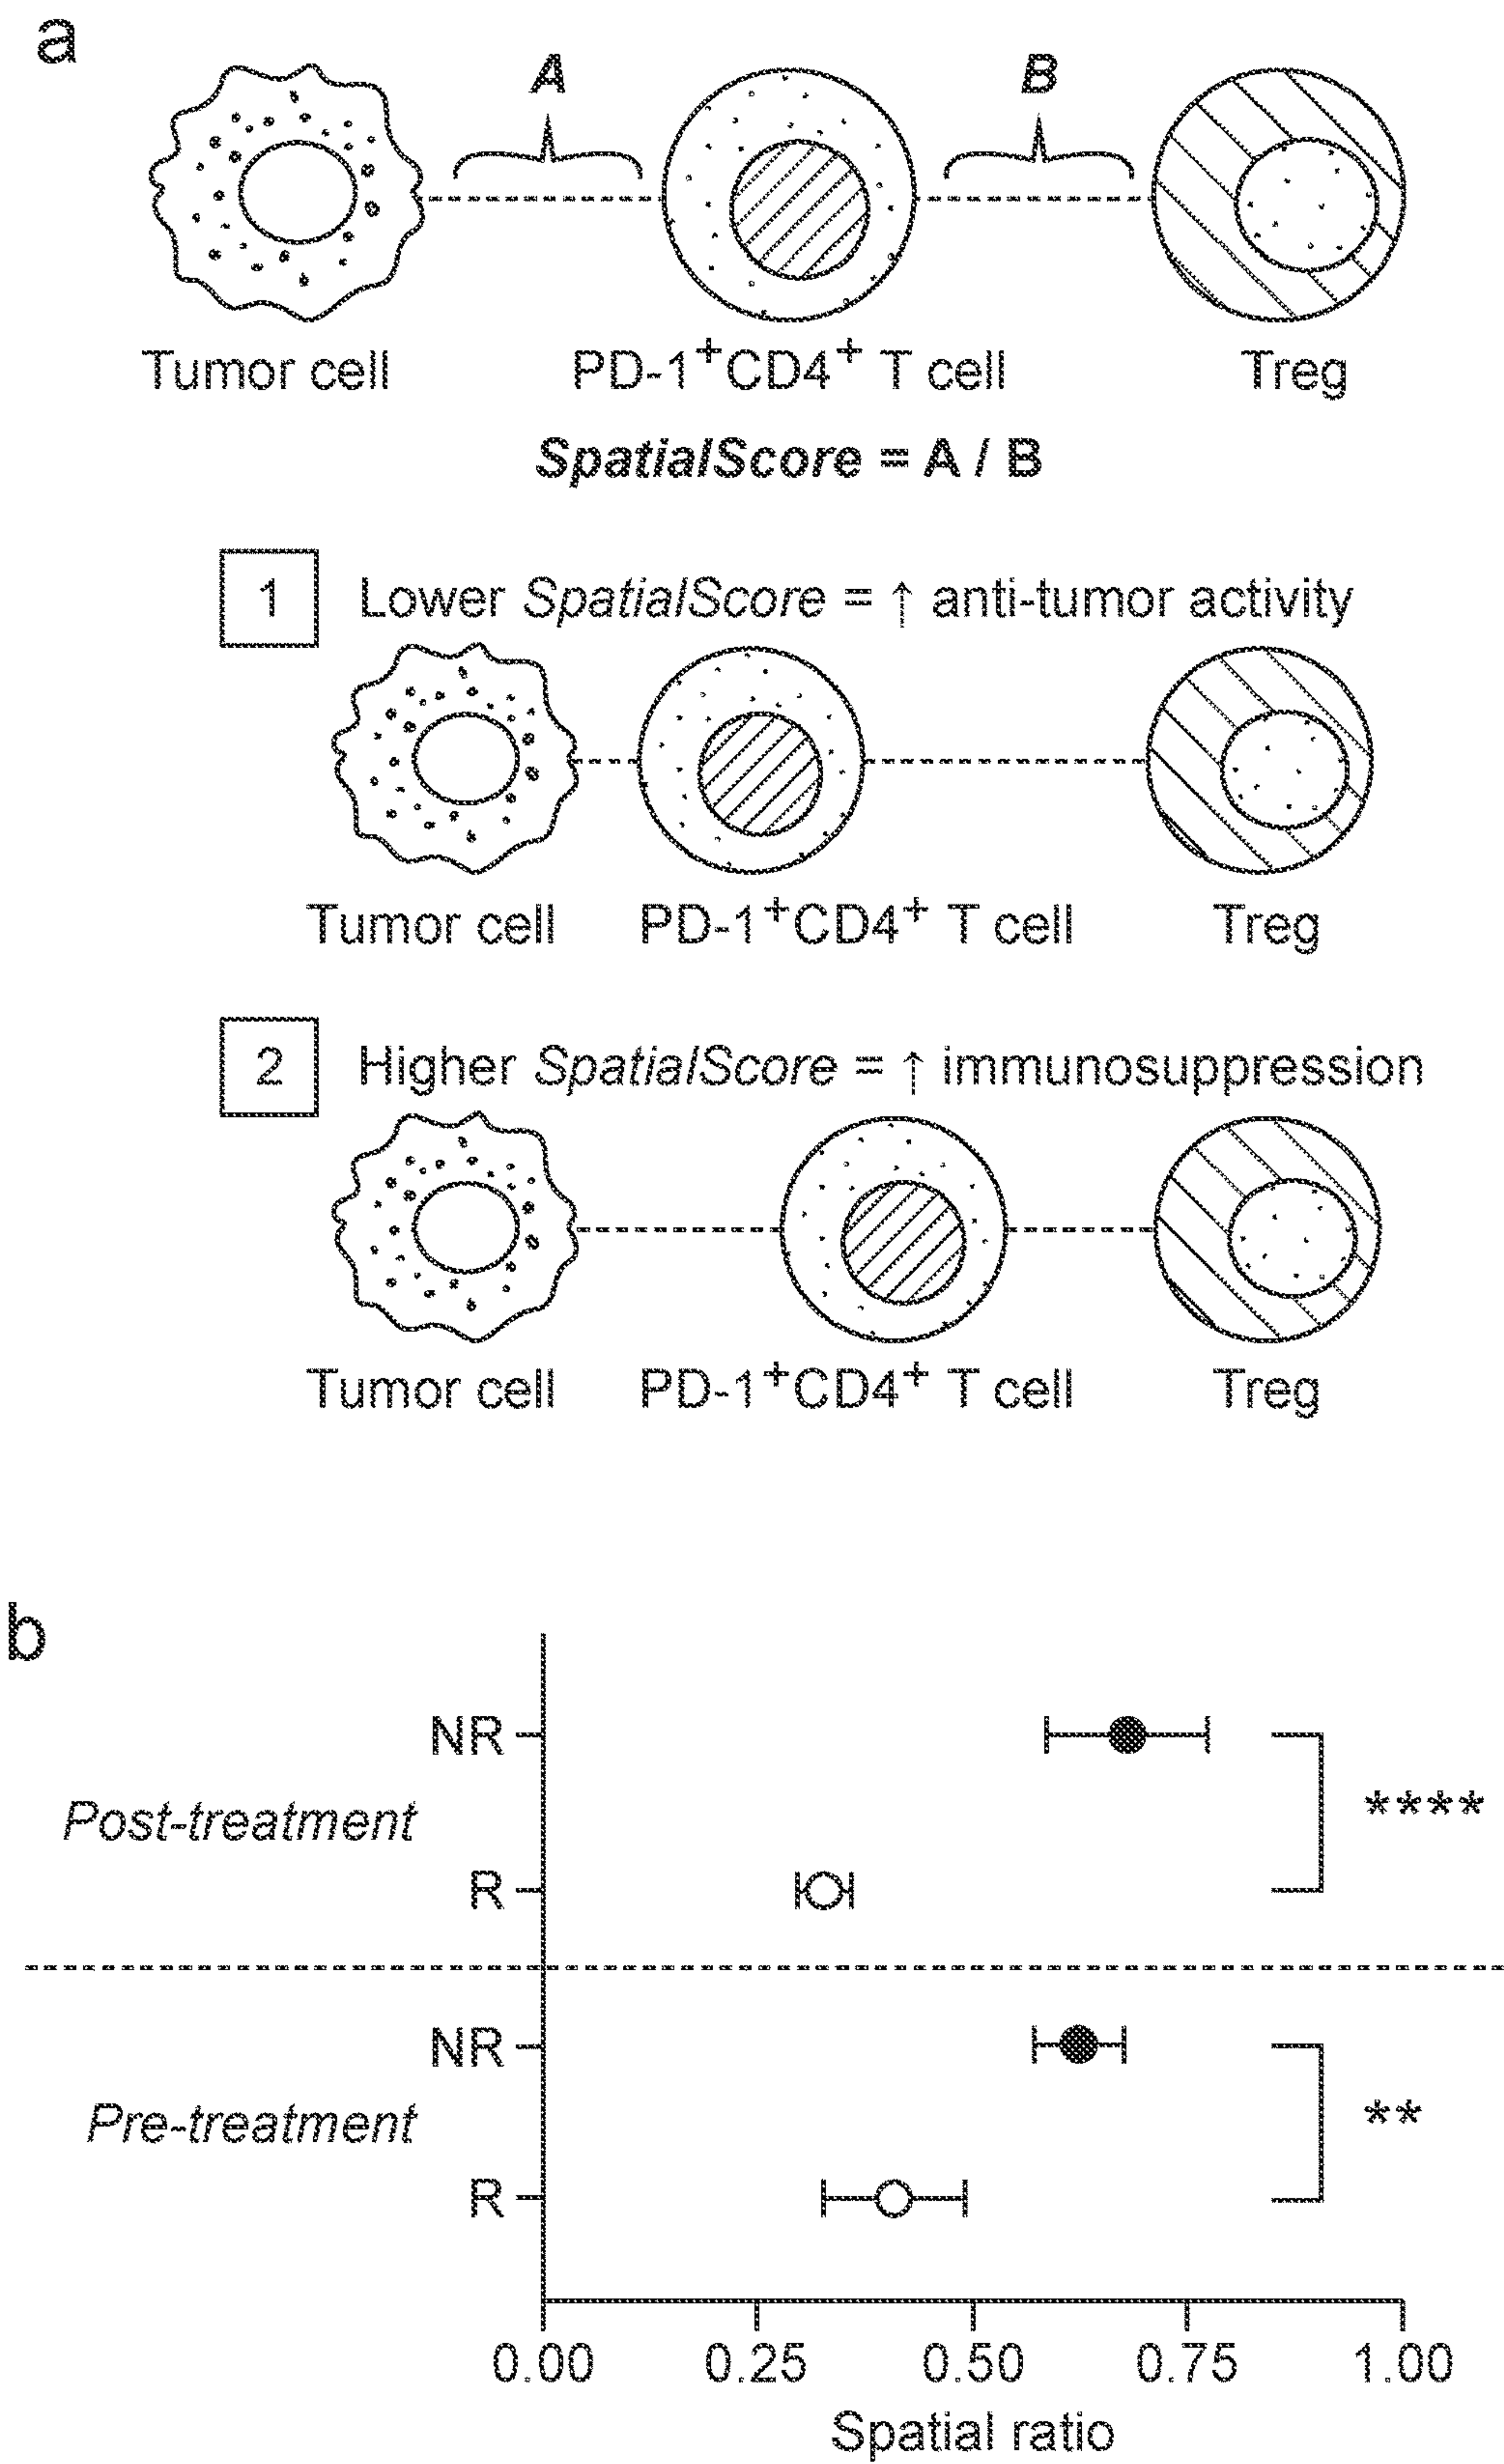 a
A B
Tumor cell PD-1+CD4+ T cell Treg
SpatialScore = A / B
1 Lower SpatialScore = ↑ anti-tumor activity
Tumor cell PD-1+CD4+ T cell Treg
2 Higher SpatialScore = ↑ immunosuppression
Tumor cell PD-1+CD4+ T cell Treg
b
NR
Post-treatment ****
R
NR
Pre-treatment **
R
0.00 0.25 0.50 0.75 1.00
Spatial ratio